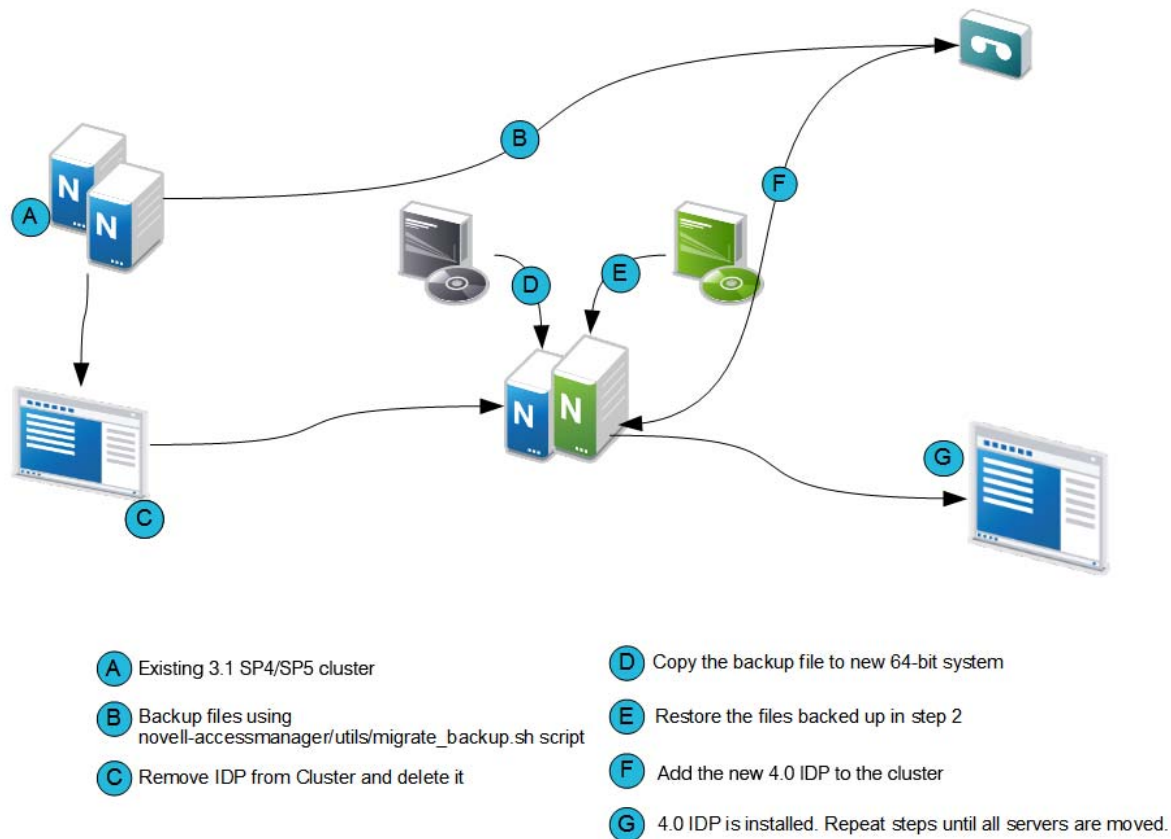 B
F
N
N
A
D
E
N
N
G
C
A Existing 3.1 SP4/SP5 cluster
B Backup files using
novell-accessmanager/utils/migrate_backup.sh script
C Remove IDP from Cluster and delete it
D Copy the backup file to new 64-bit system
E Restore the files backed up in step 2
F Add the new 4.0 IDP to the cluster
G 4.0 IDP is installed. Repeat steps until all servers are moved.